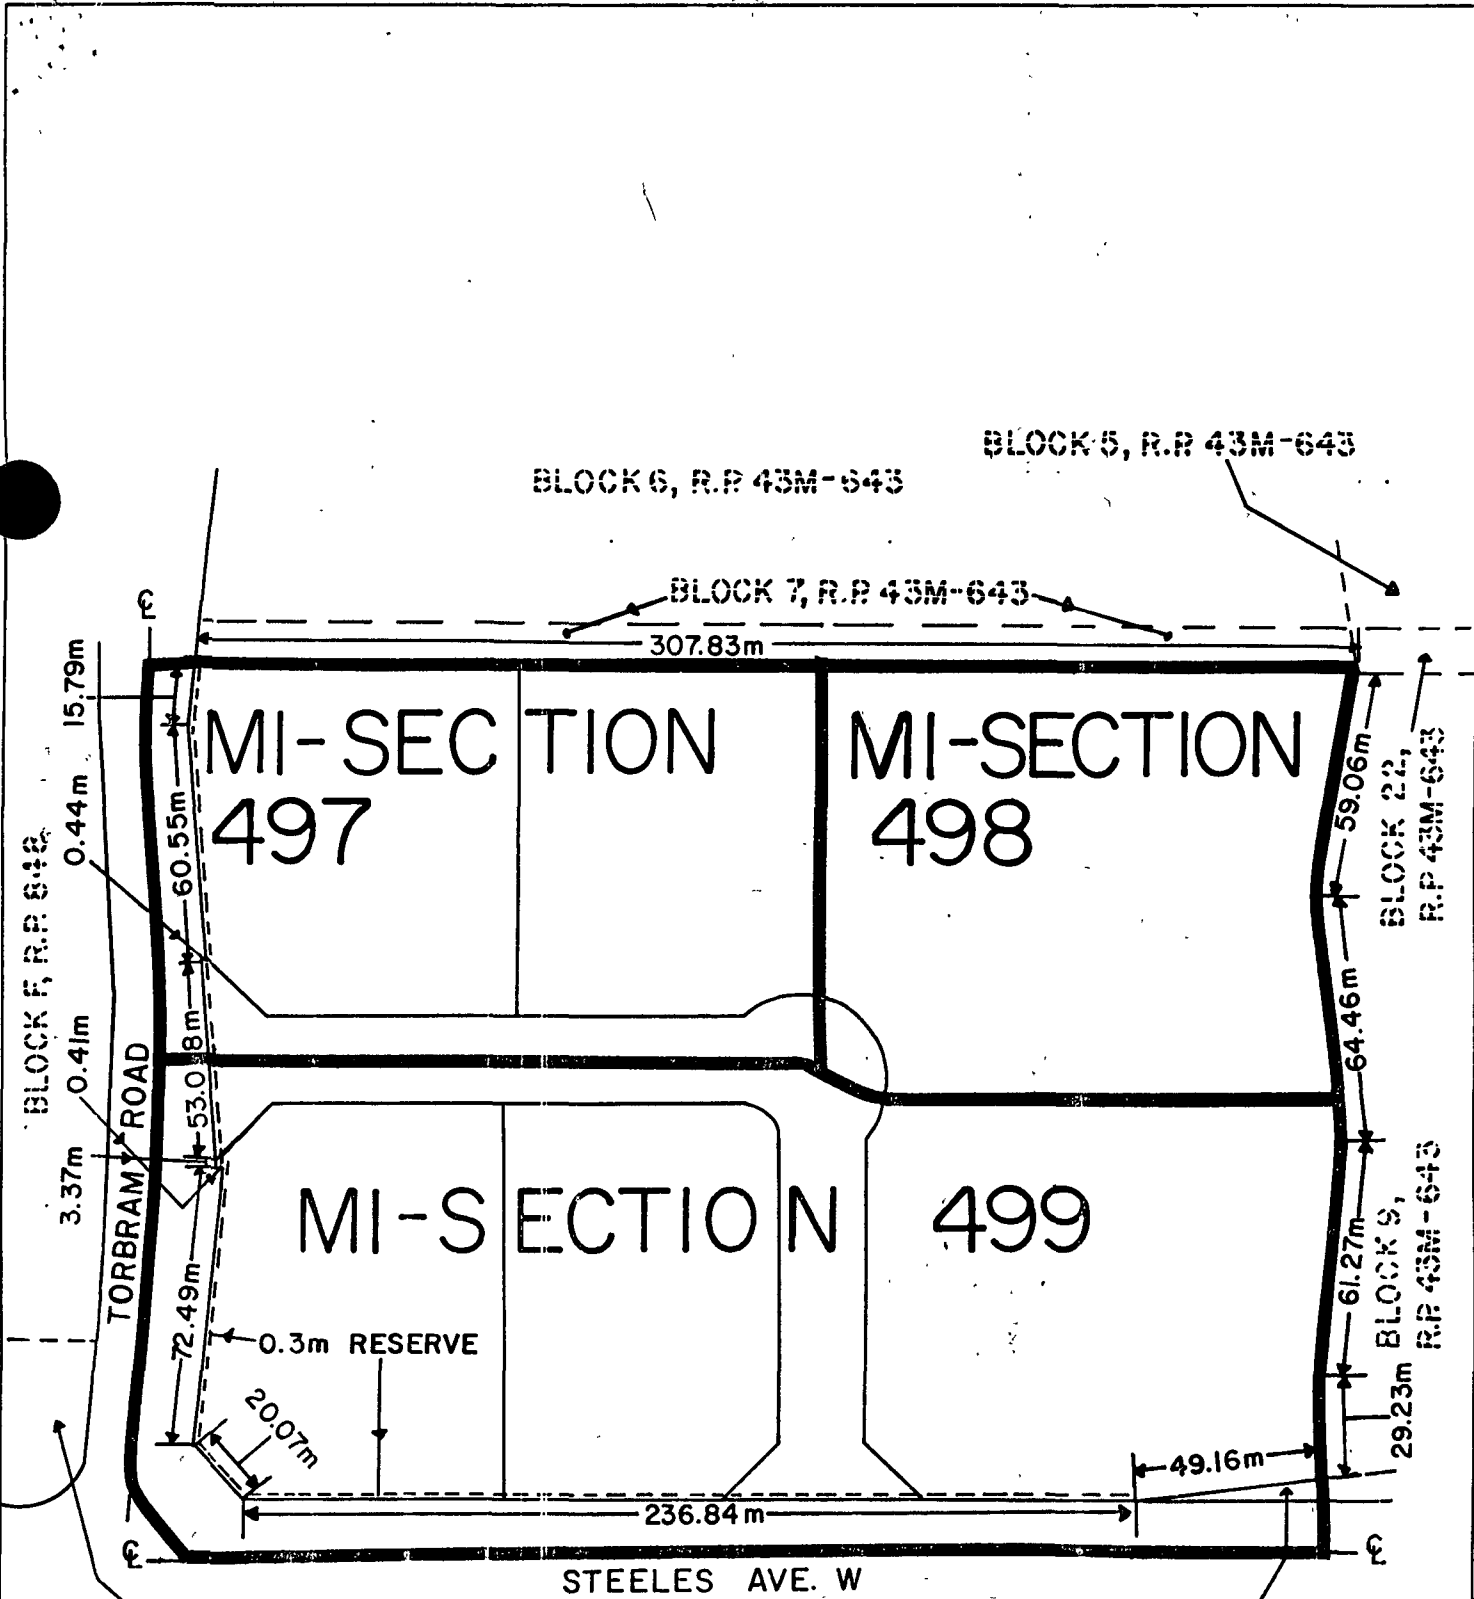 BLOCK 5, R.P. 43M-643
BLOCK 6, R.P. 43M-643
BLOCK 7, R.P. 43M-643
℄
307.83m
15.79m
MI-SECTION
497
MI-SECTION
498
59.06m
BLOCK 22,
R.P. 43M-643
0.44m
60.55m
BLOCK F, R.P. 848
64.46m
53.08m
0.41m
3.37m
TORBRAM ROAD
MI-SECTION 499
61.27m
BLOCK 9,
R.P. 43M-643
72.49m
0.3m RESERVE
20.07m
29.23m
49.16m
236.84m
℄
℄
STEELES AVE. W